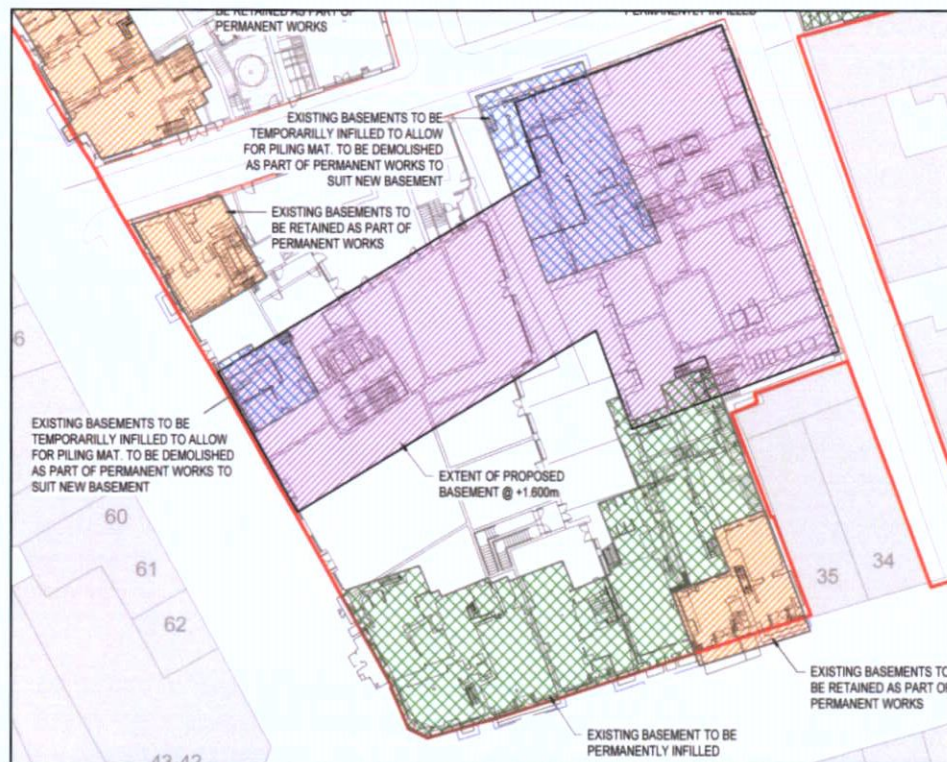 BE RETAINED AS PART OF
PERMANENT WORKS
PERMANENTLY INFILLED
EXISTING BASEMENTS TO BE
TEMPORARILLY INFILLED TO ALLOW
FOR PILING MAT. TO BE DEMOLISHED
AS PART OF PERMANENT WORKS TO
SUIT NEW BASEMENT
EXISTING BASEMENTS TO
BE RETAINED AS PART OF
PERMANENT WORKS
6
EXISTING BASEMENTS TO BE
TEMPORARILLY INFILLED TO ALLOW
FOR PILING MAT. TO BE DEMOLISHED
AS PART OF PERMANENT WORKS TO
SUIT NEW BASEMENT
EXTENT OF PROPOSED
BASEMENT @ +1.600m
60
61
62
35
34
EXISTING BASEMENTS TO
BE RETAINED AS PART OF
PERMANENT WORKS
EXISTING BASEMENT TO BE
PERMANENTLY INFILLED